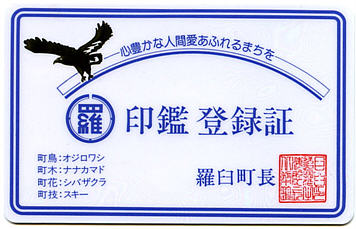 心豊かな人間愛あふれるまちを
羅
印鑑 登録証
町鳥:オジロワシ
町木:ナナカマド
町花:シバザクラ
町技:スキー
羅臼町長